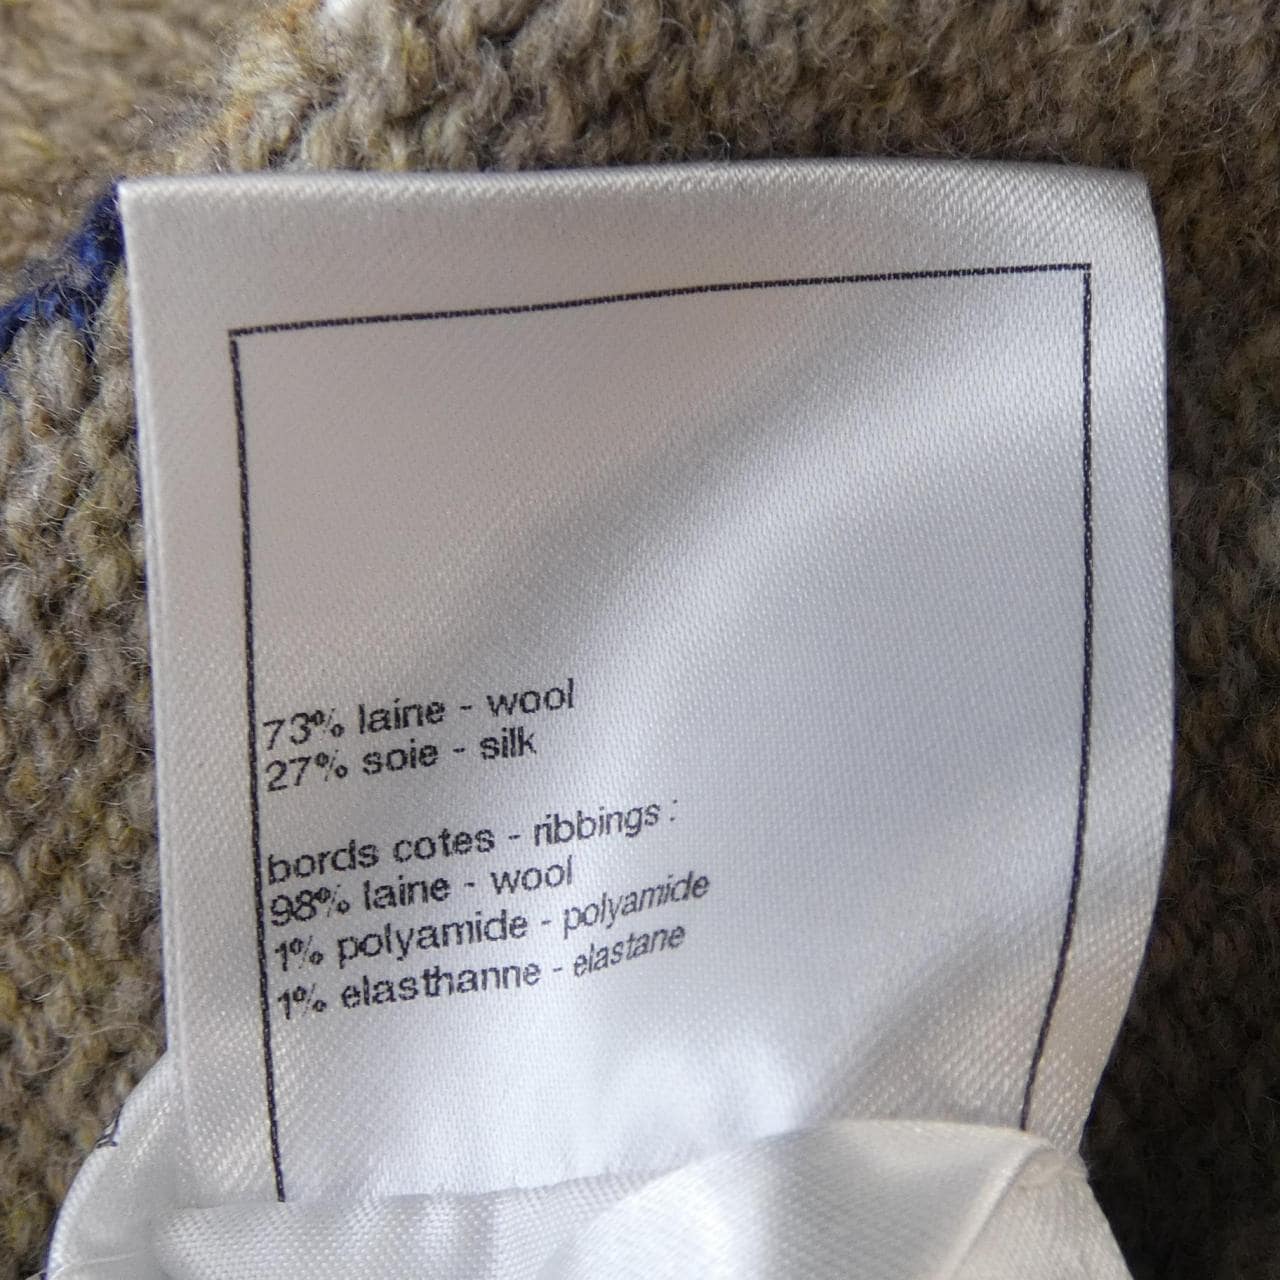 73% laine - wool
27% soie - silk
bords cotes - ribbings :
98% laine - wool
1% polyamide - polyamide
1% elasthanne - elastane